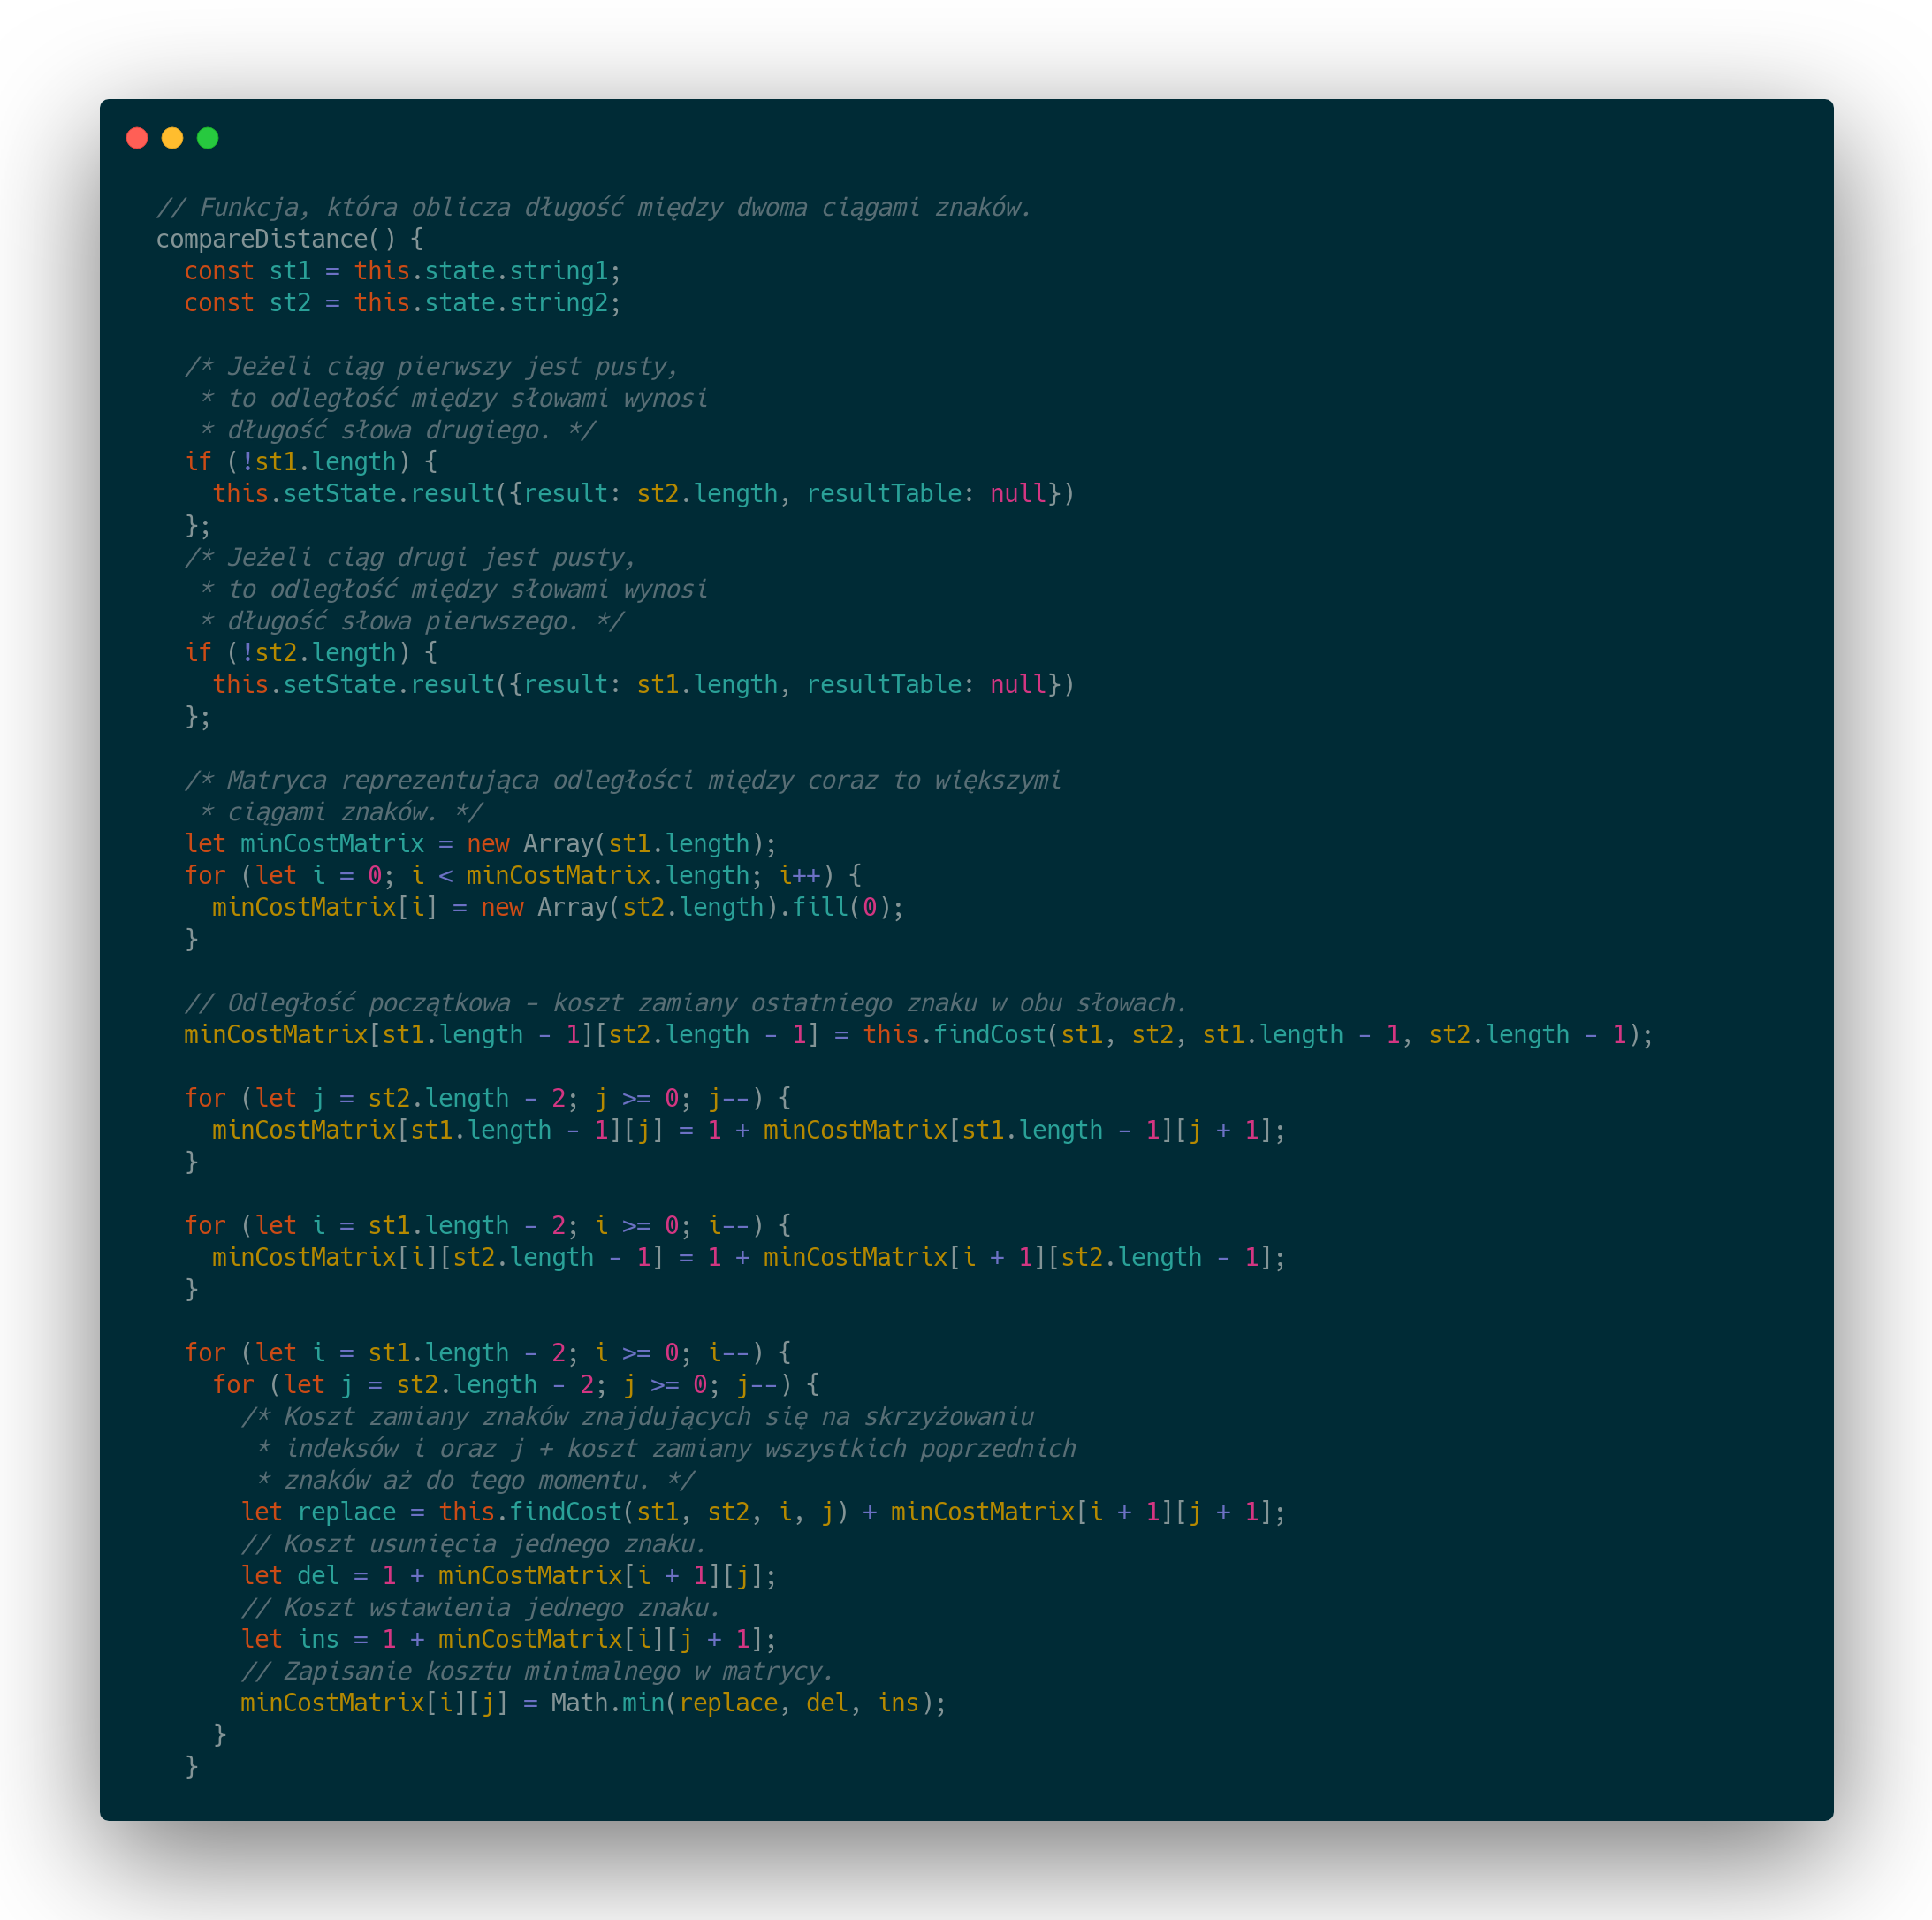 // Funkcja, która oblicza długość między dwoma ciągami znaków.
compareDistance() {
  const st1 = this.state.string1;
  const st2 = this.state.string2;

  /* Jeżeli ciąg pierwszy jest pusty,
   * to odległość między słowami wynosi
   * długość słowa drugiego. */
  if (!st1.length) {
    this.setState.result({result: st2.length, resultTable: null})
  };
  /* Jeżeli ciąg drugi jest pusty,
   * to odległość między słowami wynosi
   * długość słowa pierwszego. */
  if (!st2.length) {
    this.setState.result({result: st1.length, resultTable: null})
  };

  /* Matryca reprezentująca odległości między coraz to większymi
   * ciągami znaków. */
  let minCostMatrix = new Array(st1.length);
  for (let i = 0; i < minCostMatrix.length; i++) {
    minCostMatrix[i] = new Array(st2.length).fill(0);
  }

  // Odległość początkowa - koszt zamiany ostatniego znaku w obu słowach.
  minCostMatrix[st1.length - 1][st2.length - 1] = this.findCost(st1, st2, st1.length - 1, st2.length - 1);

  for (let j = st2.length - 2; j >= 0; j--) {
    minCostMatrix[st1.length - 1][j] = 1 + minCostMatrix[st1.length - 1][j + 1];
  }

  for (let i = st1.length - 2; i >= 0; i--) {
    minCostMatrix[i][st2.length - 1] = 1 + minCostMatrix[i + 1][st2.length - 1];
  }

  for (let i = st1.length - 2; i >= 0; i--) {
    for (let j = st2.length - 2; j >= 0; j--) {
      /* Koszt zamiany znaków znajdujących się na skrzyżowaniu
       * indeksów i oraz j + koszt zamiany wszystkich poprzednich
       * znaków aż do tego momentu. */
      let replace = this.findCost(st1, st2, i, j) + minCostMatrix[i + 1][j + 1];
      // Koszt usunięcia jednego znaku.
      let del = 1 + minCostMatrix[i + 1][j];
      // Koszt wstawienia jednego znaku.
      let ins = 1 + minCostMatrix[i][j + 1];
      // Zapisanie kosztu minimalnego w matrycy.
      minCostMatrix[i][j] = Math.min(replace, del, ins);
    }
  }